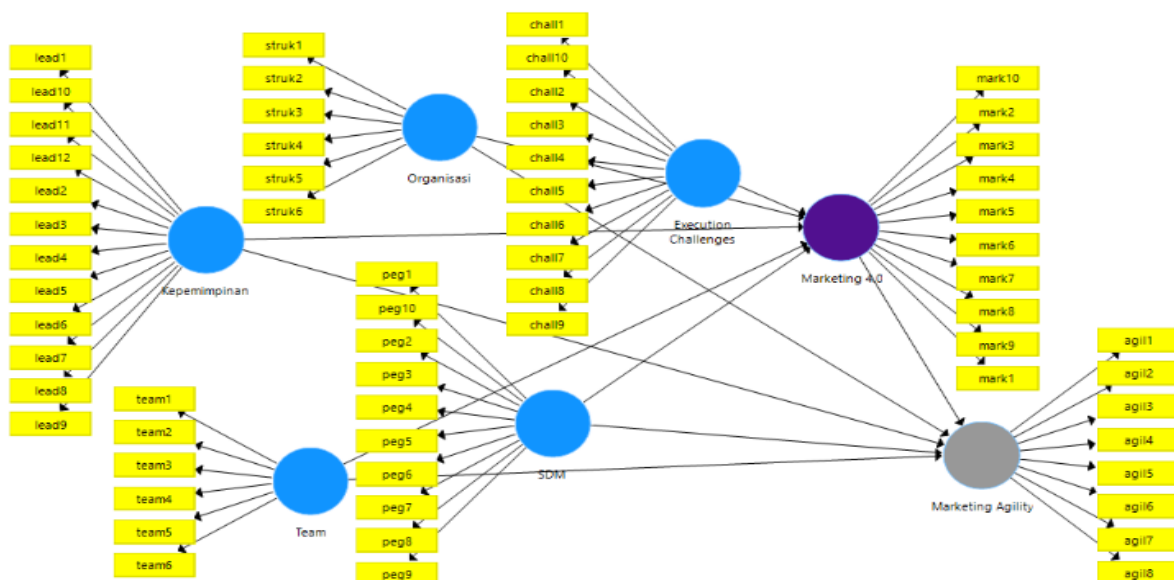 lead1
lead10
lead11
lead12
lead2
lead3
lead4
lead5
lead6
lead7
lead8
lead9
Kepemimpinan
struk1
struk2
struk3
struk4
struk5
struk6
Organisasi
team1
team2
team3
team4
team5
team6
Team
peg1
peg10
peg2
peg3
peg4
peg5
peg6
peg7
peg8
peg9
SDM
chall1
chall10
chall2
chall3
chall4
chall5
chall6
chall7
chall8
chall9
Execution
Challenges
Marketing 4.0
mark10
mark2
mark3
mark4
mark5
mark6
mark7
mark8
mark9
mark1
Marketing Agility
agil1
agil2
agil3
agil4
agil5
agil6
agil7
agil8